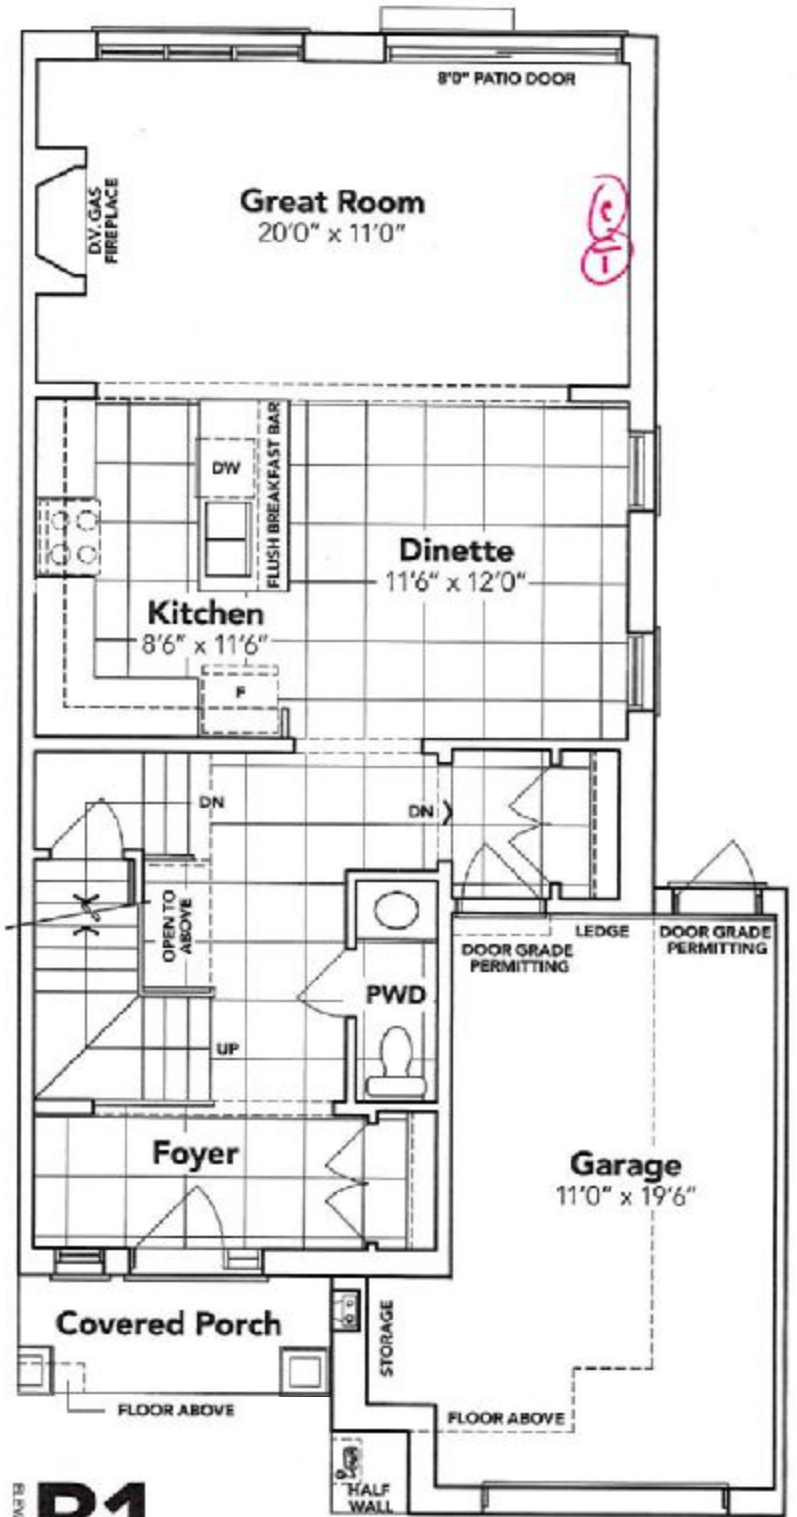 8'0" PATIO DOOR
D.V. GAS
FIREPLACE
Great Room
20'0" x 11'0"
C
T
DW
FLUSH BREAKFAST BAR
Dinette
11'6" x 12'0"
Kitchen
8'6" x 11'6"
F
DN
DN
OPEN TO
ABOVE
LEDGE
DOOR GRADE
PERMITTING
DOOR GRADE
PERMITTING
PWD
UP
Foyer
Garage
11'0" x 19'6"
Covered Porch
STORAGE
FLOOR ABOVE
FLOOR ABOVE
HALF
WALL
B1